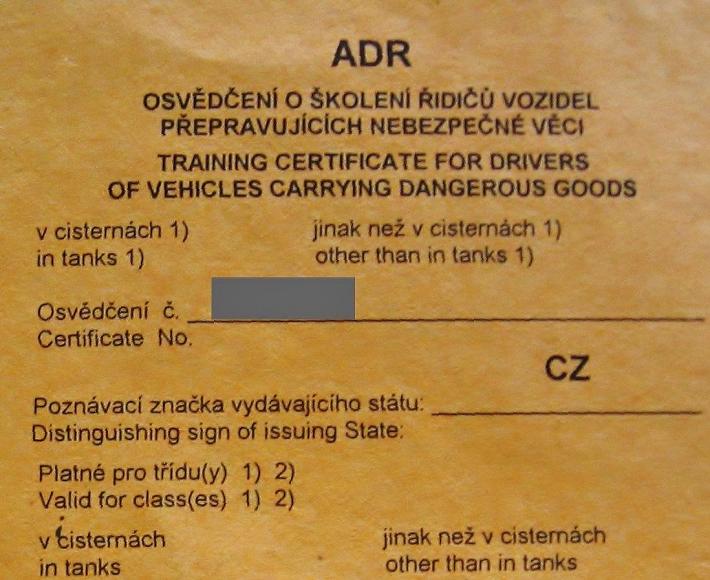 ADR
OSVĚDČENÍ O ŠKOLENÍ ŘIDIČŮ VOZIDEL
PŘEPRAVUJÍCÍCH NEBEZPEČNÉ VĚCI
TRAINING CERTIFICATE FOR DRIVERS
OF VEHICLES CARRYING DANGEROUS GOODS
v cisternách 1) jinak než v cisternách 1)
in tanks 1) other than in tanks 1)
Osvědčení č.
Certificate No.
CZ
Poznávací značka vydávajícího státu:
Distinguishing sign of issuing State:
Platné pro třídu(y) 1) 2)
Valid for class(es) 1) 2)
v cisternách jinak než v cisternách
in tanks other than in tanks